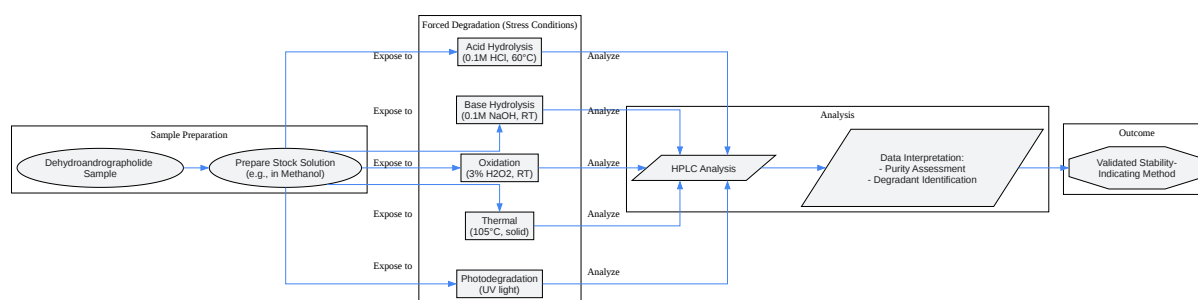 Forced Degradation (Stress Conditions)
Expose to
Acid Hydrolysis
(0.1M HCl, 60°C)
Analyze
Expose to
Base Hydrolysis
(0.1M NaOH, RT)
Analyze
Analysis
Sample Preparation
Outcome
Dehydroandrographolide
Sample
Prepare Stock Solution
(e.g., in Methanol)
Expose to
Oxidation
(3% H2O2, RT)
Analyze
HPLC Analysis
Data Interpretation:
- Purity Assessment
- Degradant Identification
Validated Stability-
Indicating Method
Expose to
Thermal
(105°C, solid)
Analyze
Expose to
Photodegradation
(UV light)
Analyze